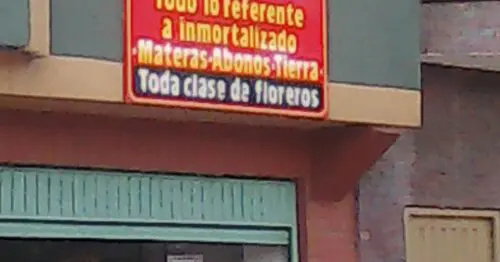 Todo lo referente
a inmortalizado
·Materas·Abonos·Tierra·
Toda clase de floreros